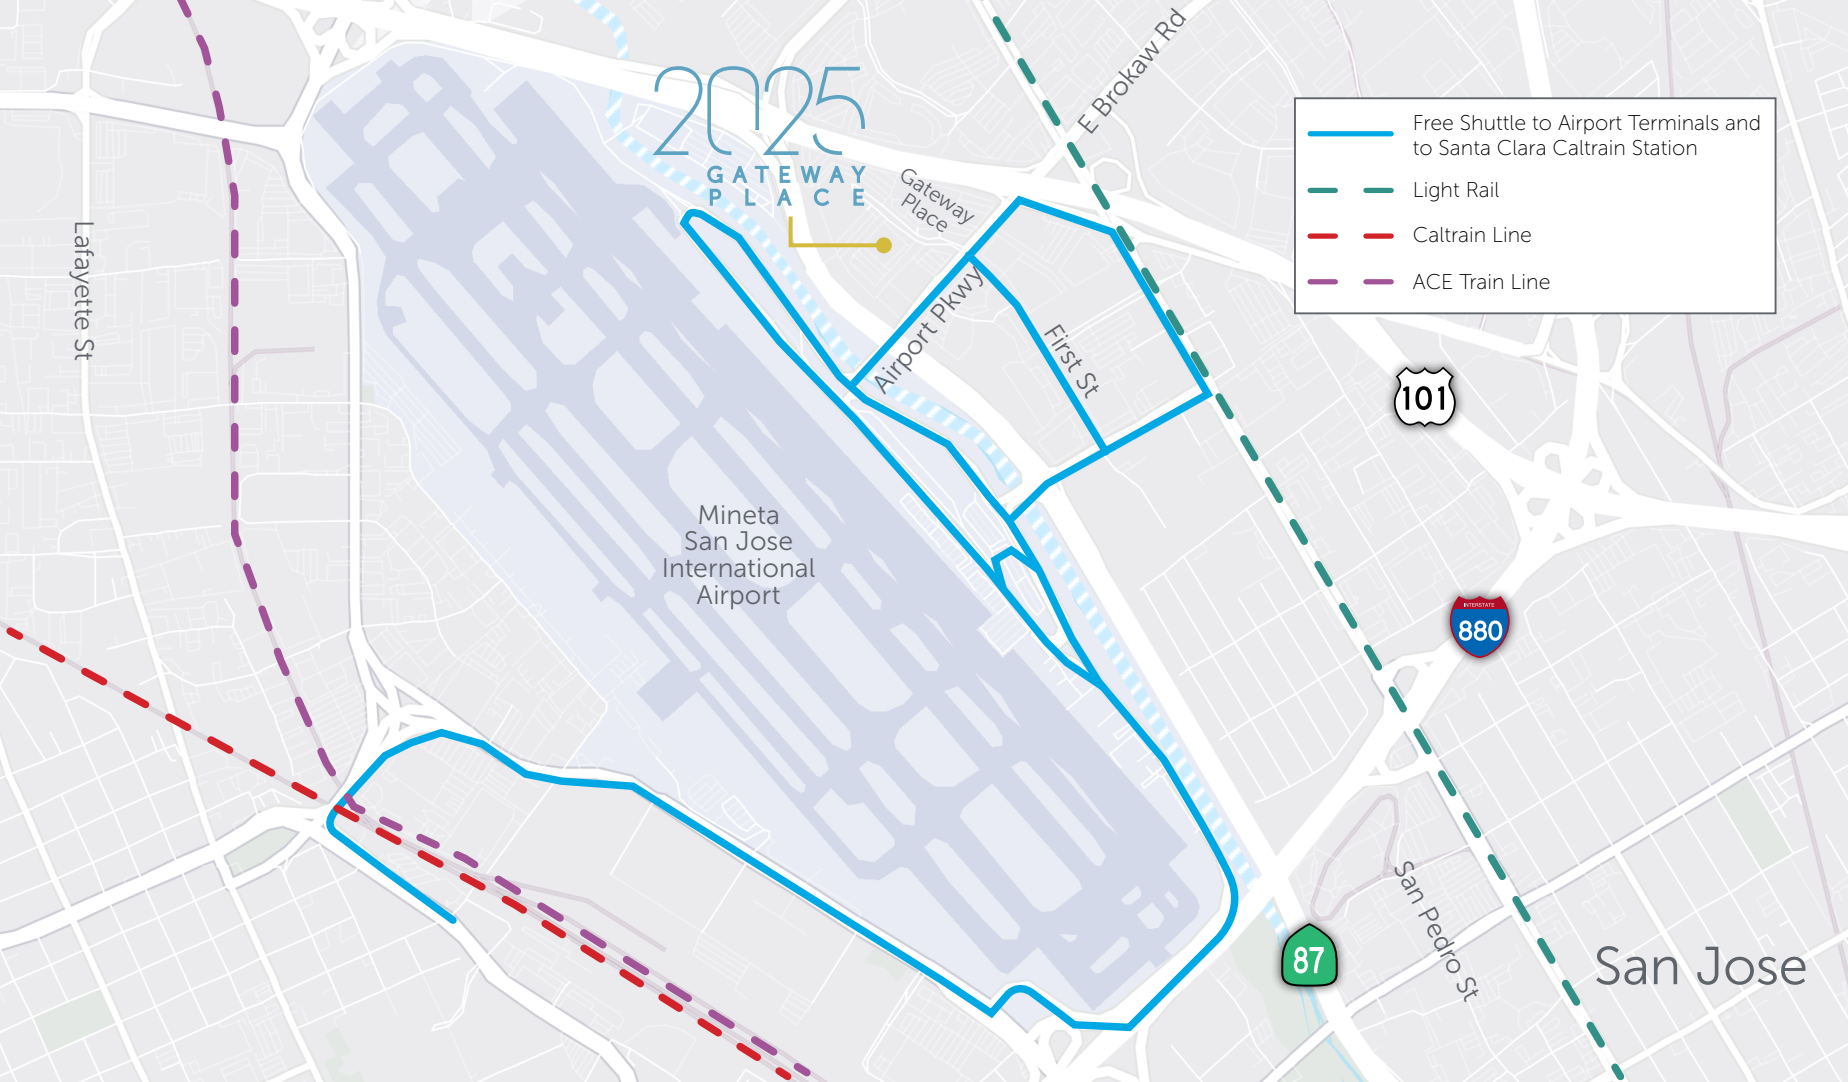 2025
GATEWAY
PLACE
Gateway
Place
E Brokaw Rd
Free Shuttle to Airport Terminals and
to Santa Clara Caltrain Station
Light Rail
Caltrain Line
ACE Train Line
Lafayette St
Airport Pkwy
First St
101
Mineta
San Jose
International
Airport
INTERSTATE
880
San Pedro St
87
San Jose